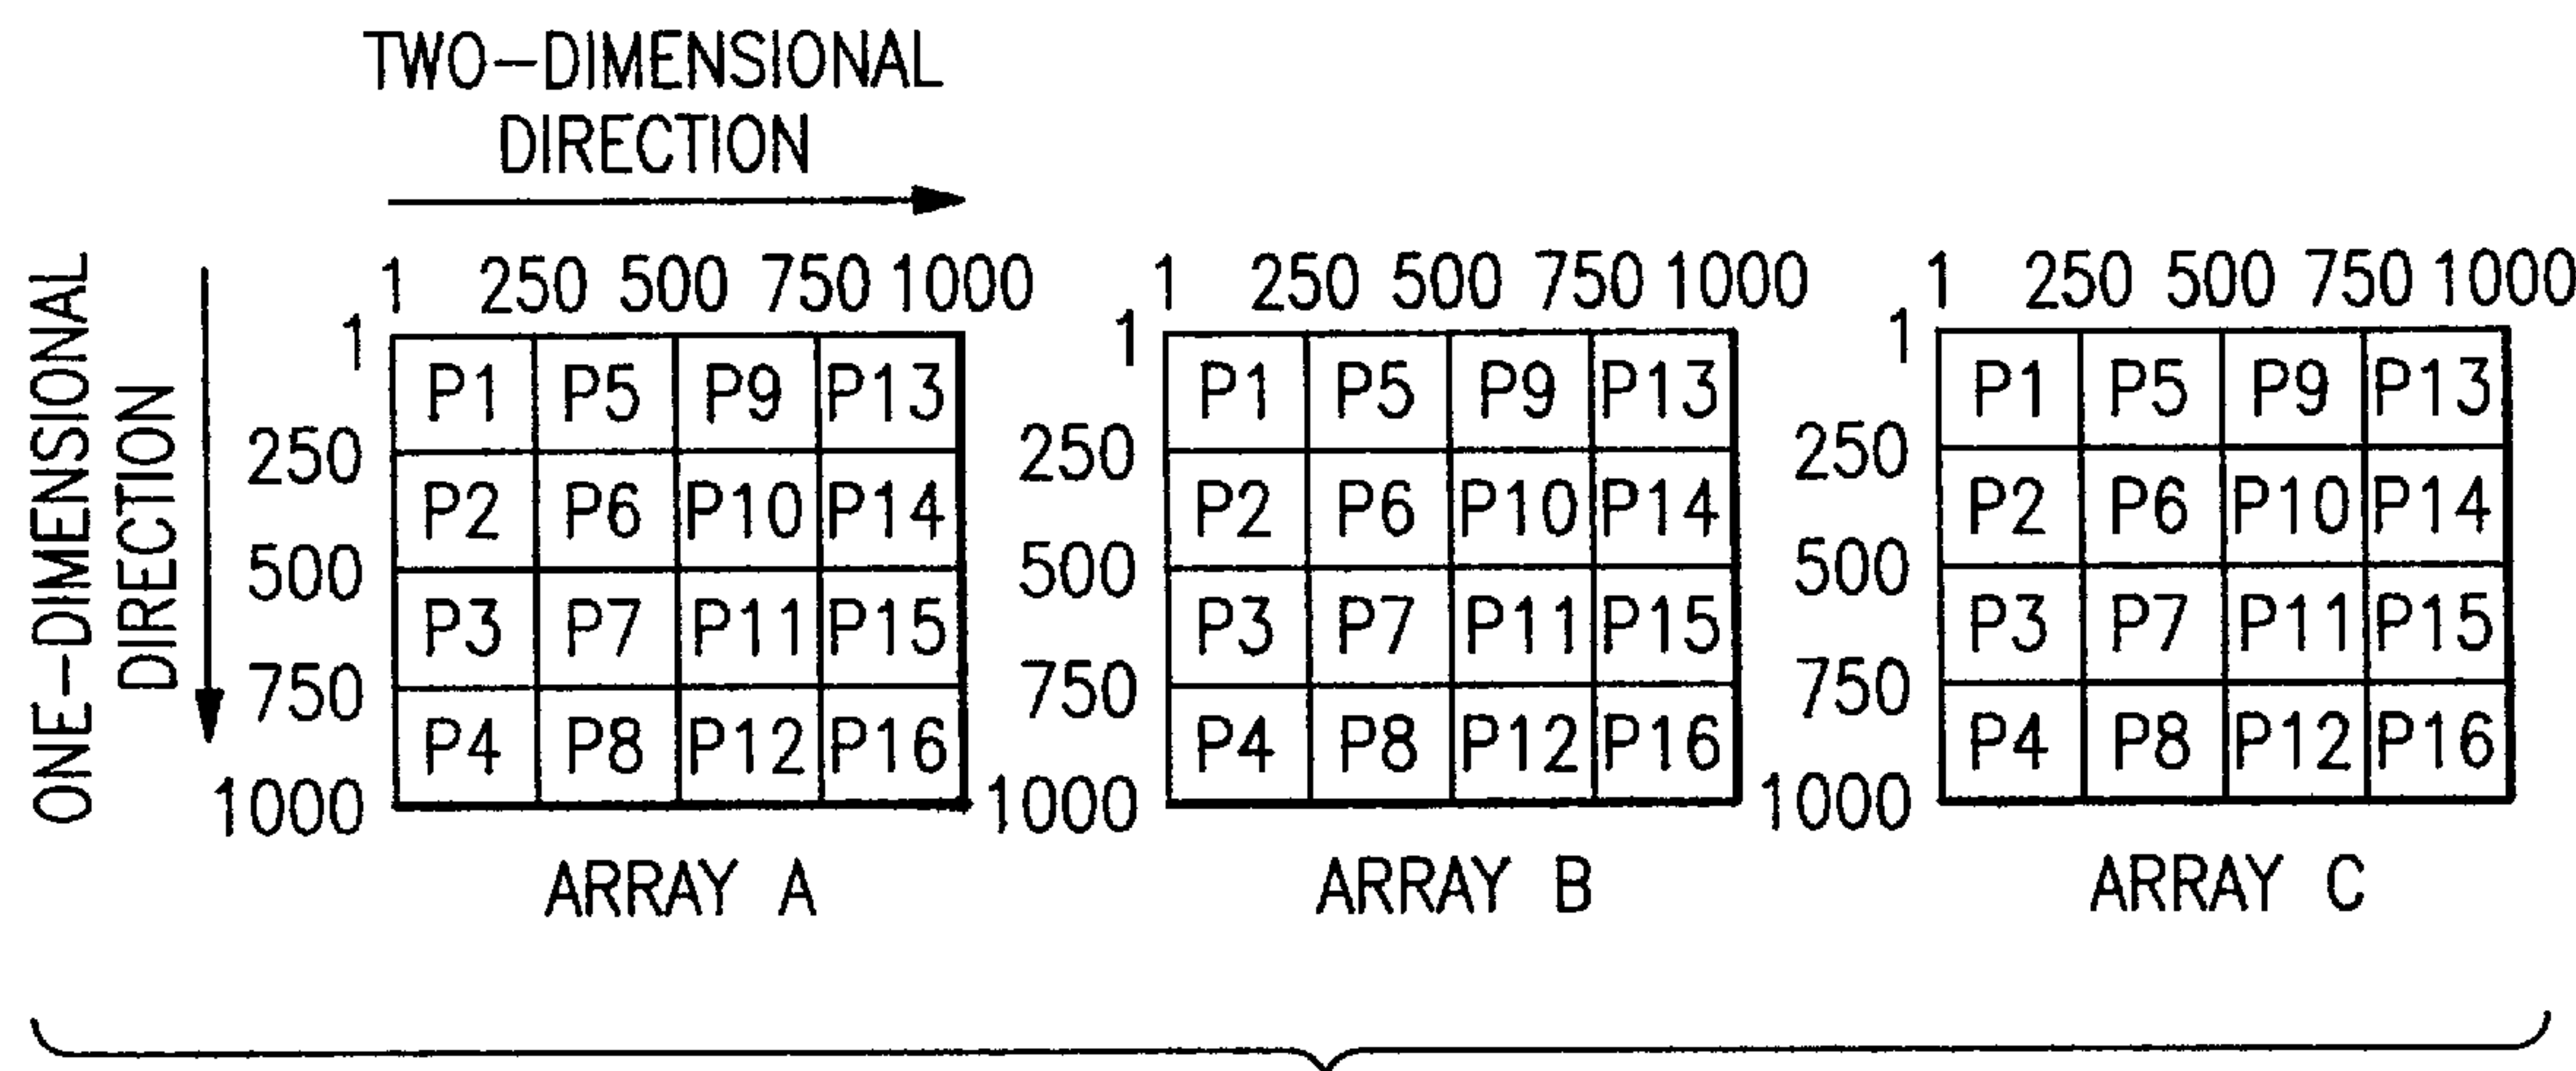 TWO-DIMENSIONAL
DIRECTION
ONE-DIMENSIONAL
DIRECTION
1 250 500 750 1000
1
250
500
750
1000
P1 P5 P9 P13
P2 P6 P10 P14
P3 P7 P11 P15
P4 P8 P12 P16
ARRAY A
1 250 500 750 1000
1
250
500
750
1000
P1 P5 P9 P13
P2 P6 P10 P14
P3 P7 P11 P15
P4 P8 P12 P16
ARRAY B
1 250 500 750 1000
1
250
500
750
1000
P1 P5 P9 P13
P2 P6 P10 P14
P3 P7 P11 P15
P4 P8 P12 P16
ARRAY C